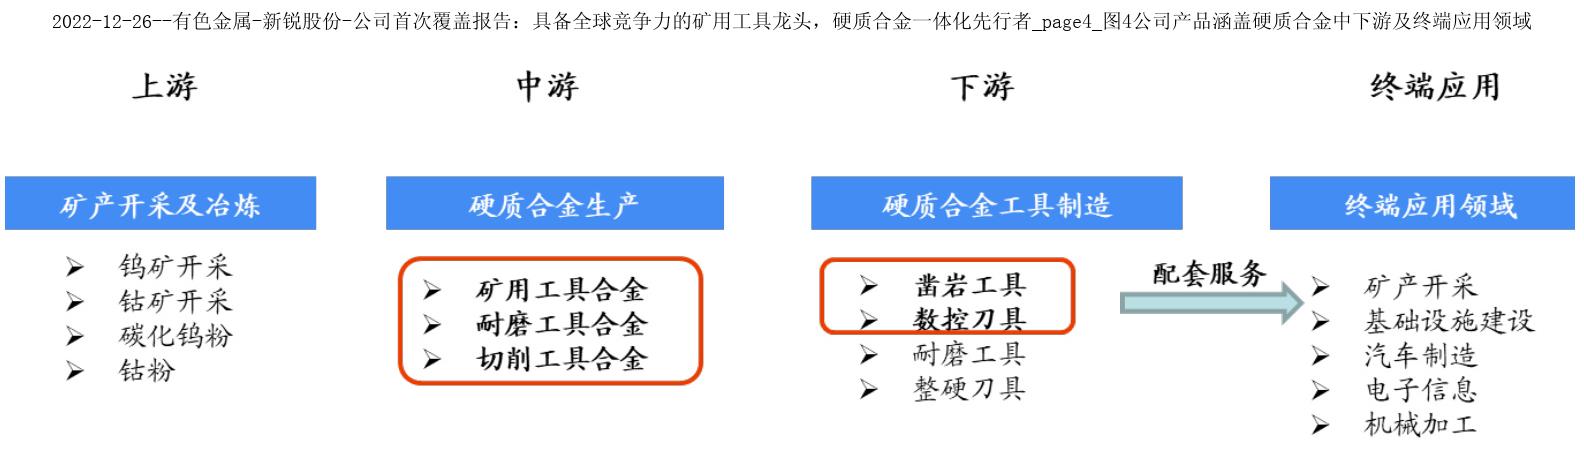 2022-12-26--有色金属-新锐股份-公司首次覆盖报告：具备全球竞争力的矿用工具龙头，硬质合金一体化先行者_page4_图4公司产品涵盖硬质合金中下游及终端应用领域
上游
中游
下游
终端应用
矿产开采及冶炼
硬质合金生产
硬质合金工具制造
终端应用领域
钨矿开采
钴矿开采
碳化钨粉
钴粉
矿用工具合金
耐磨工具合金
切削工具合金
凿岩工具
数控刀具
耐磨工具
整硬刀具
配套服务
矿产开采
基础设施建设
汽车制造
电子信息
机械加工